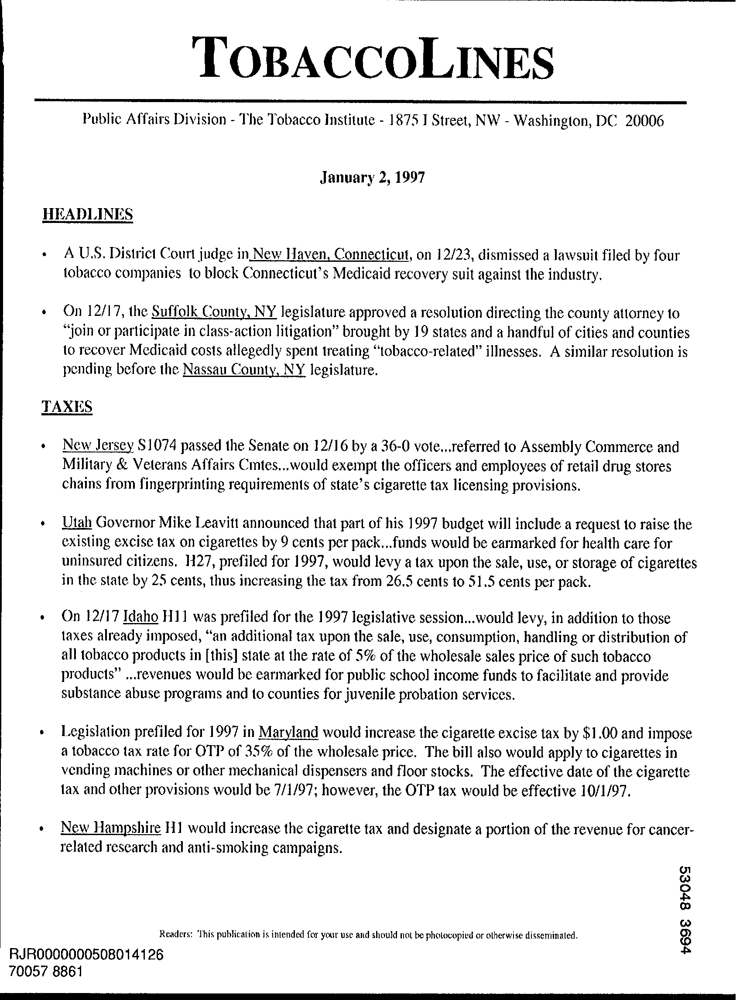 TOBACCOLINES
Public Affairs Division - The Tobacco Institute - 1875 I Street, NW - Washington, DC 20006
January 2, 1997
HEADLINES
• A U.S. District Court judge in New Haven, Connecticut, on 12/23, dismissed a lawsuit filed by four
tobacco companies to block Connecticut's Medicaid recovery suit against the industry.
• On 12/17, the Suffolk County, NY legislature approved a resolution directing the county attorney to
"join or participate in class-action litigation" brought by 19 states and a handful of cities and counties
to recover Medicaid costs allegedly spent treating "tobacco-related" illnesses. A similar resolution is
pending before the Nassau County, NY legislature.
TAXES
• New Jersey S1074 passed the Senate on 12/16 by a 36-0 vote...referred to Assembly Commerce and
Military & Veterans Affairs Cmtes...would exempt the officers and employees of retail drug stores
chains from fingerprinting requirements of state's cigarette tax licensing provisions.
• Utah Governor Mike Leavitt announced that part of his 1997 budget will include a request to raise the
existing excise tax on cigarettes by 9 cents per pack...funds would be earmarked for health care for
uninsured citizens. H27, prefiled for 1997, would levy a tax upon the sale, use, or storage of cigarettes
in the state by 25 cents, thus increasing the tax from 26.5 cents to 51.5 cents per pack.
• On 12/17 Idaho H11 was prefiled for the 1997 legislative session...would levy, in addition to those
taxes already imposed, "an additional tax upon the sale, use, consumption, handling or distribution of
all tobacco products in [this] state at the rate of 5% of the wholesale sales price of such tobacco
products" ...revenues would be earmarked for public school income funds to facilitate and provide
substance abuse programs and to counties for juvenile probation services.
• Legislation prefiled for 1997 in Maryland would increase the cigarette excise tax by $1.00 and impose
a tobacco tax rate for OTP of 35% of the wholesale price. The bill also would apply to cigarettes in
vending machines or other mechanical dispensers and floor stocks. The effective date of the cigarette
tax and other provisions would be 7/1/97; however, the OTP tax would be effective 10/1/97.
• New Hampshire H1 would increase the cigarette tax and designate a portion of the revenue for cancer-
related research and anti-smoking campaigns.
53048 3694
Readers: This publication is intended for your use and should not be photocopied or otherwise disseminated.
RJR0000000508014126
70057 8861